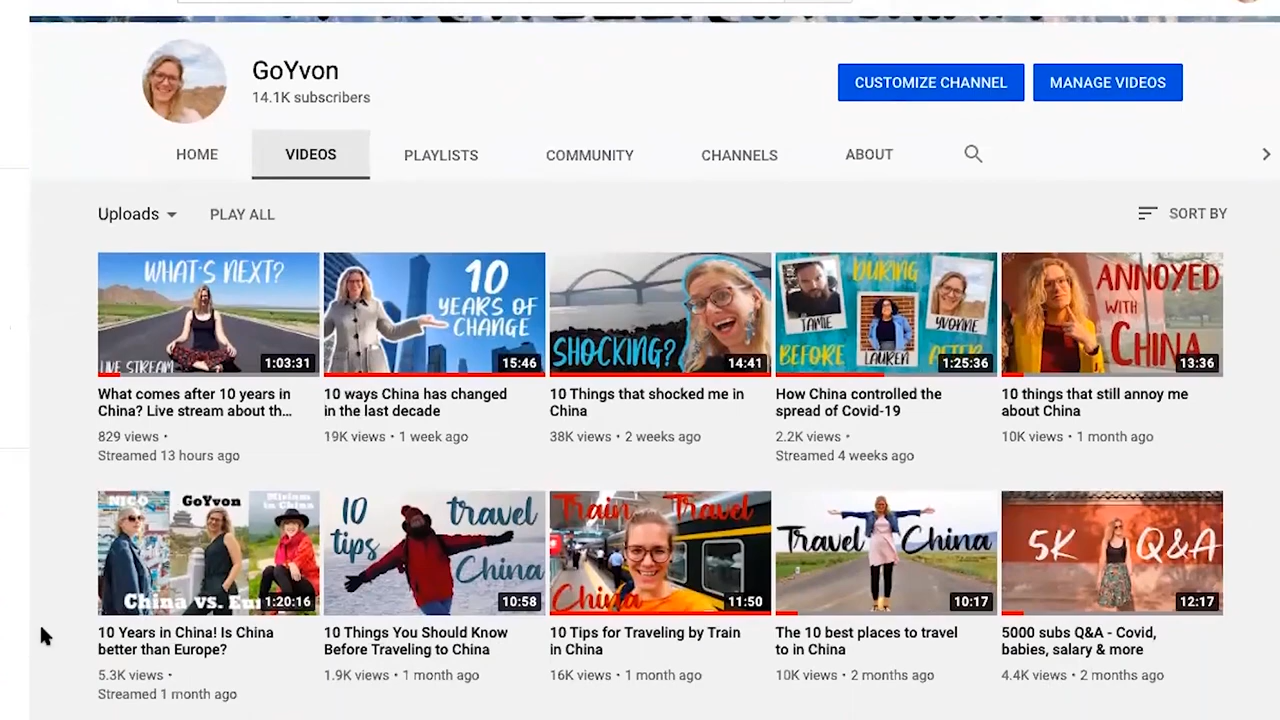 GoYvon
14.1K subscribers
CUSTOMIZE CHANNEL
MANAGE VIDEOS
HOME
VIDEOS
PLAYLISTS
COMMUNITY
CHANNELS
ABOUT
Uploads
PLAY ALL
SORT BY
WHAT'S NEXT?
LIVE STREAM
1:03:31
10
YEARS OF
CHANGE
15:46
SHOCKING?
14:41
DURING
JAMIE
LAUREN
YVONNE
BEFORE
AFTER
1:25:36
ANNOYED
WITH
CHINA
13:36
What comes after 10 years in
China? Live stream about th...
829 views •
Streamed 13 hours ago
10 ways China has changed
in the last decade
19K views • 1 week ago
10 Things that shocked me in
China
38K views • 2 weeks ago
How China controlled the
spread of Covid-19
2.2K views •
Streamed 4 weeks ago
10 things that still annoy me
about China
10K views • 1 month ago
NICO
GoYvon
Miriam
in China
China vs. Eu
1:20:16
10
tips
travel
China
10:58
Train Travel
China
11:50
Travel China
10:17
5K Q&A
12:17
10 Years in China! Is China
better than Europe?
5.3K views •
Streamed 1 month ago
10 Things You Should Know
Before Traveling to China
1.9K views • 1 month ago
10 Tips for Traveling by Train
in China
16K views • 1 month ago
The 10 best places to travel
to in China
10K views • 2 months ago
5000 subs Q&A - Covid,
babies, salary & more
4.4K views • 2 months ago